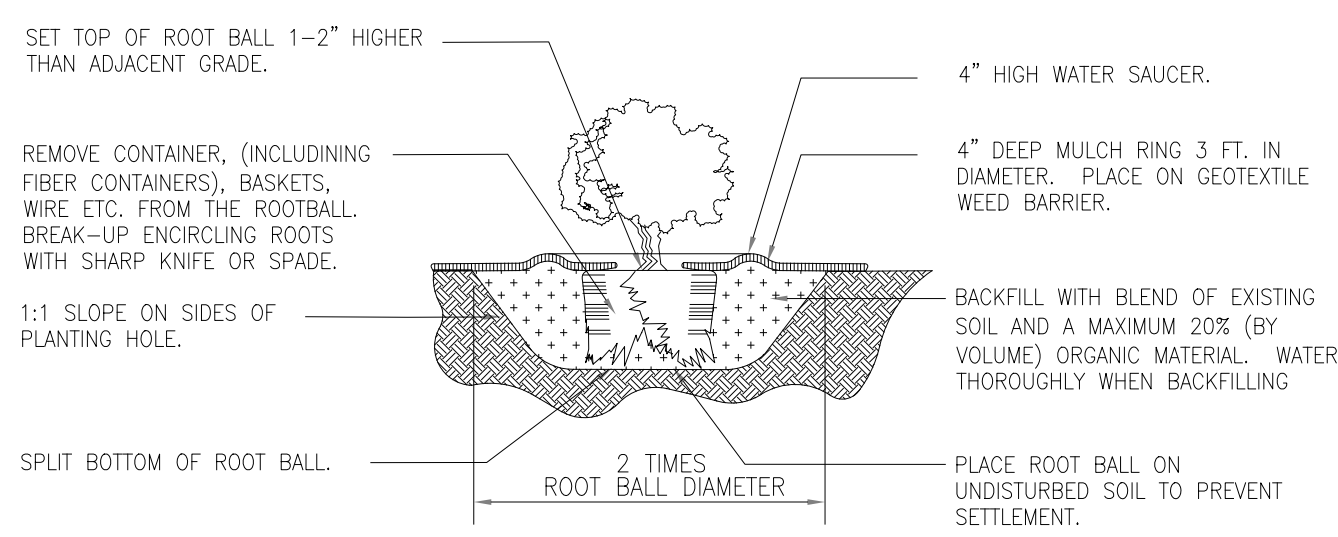 SET TOP OF ROOT BALL 1-2” HIGHER
THAN ADJACENT GRADE.
REMOVE CONTAINER, (INCLUDINING
FIBER CONTAINERS), BASKETS,
WIRE ETC. FROM THE ROOTBALL.
BREAK-UP ENCIRCLING ROOTS
WITH SHARP KNIFE OR SPADE.
1:1 SLOPE ON SIDES OF
PLANTING HOLE.
SPLIT BOTTOM OF ROOT BALL.
2 TIMES
ROOT BALL DIAMETER
4” HIGH WATER SAUCER.
4” DEEP MULCH RING 3 FT. IN
DIAMETER. PLACE ON GEOTEXTILE
WEED BARRIER.
BACKFILL WITH BLEND OF EXISTING
SOIL AND A MAXIMUM 20% (BY
VOLUME) ORGANIC MATERIAL. WATER
THOROUGHLY WHEN BACKFILLING
PLACE ROOT BALL ON
UNDISTURBED SOIL TO PREVENT
SETTLEMENT.